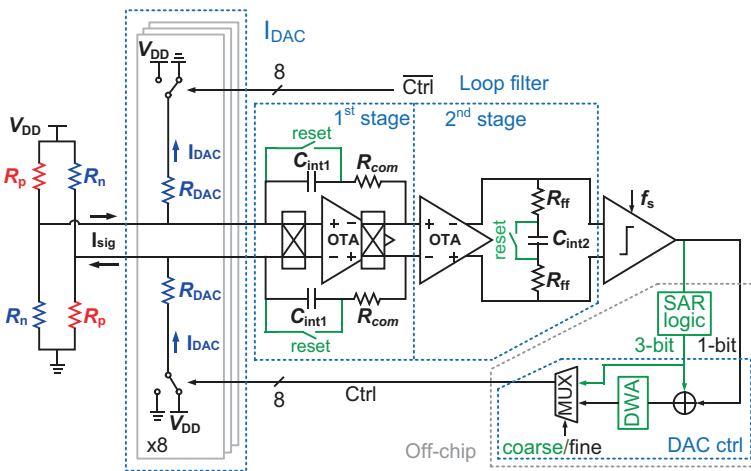 I_DAC
V_DD
8
C̅t̅r̅l̅
Loop filter
1st stage
2nd stage
reset
C_int1
R_com
V_DD
I_DAC
R_p
R_n
R_DAC
R_ff
f_s
I_sig
OTA
OTA
reset
C_int2
R_DAC
R_ff
R_n
R_p
C_int1
R_com
SAR logic
reset
I_DAC
3-bit
1-bit
8
Ctrl
MUX
DWA
V_DD
x8
Off-chip
coarse/fine
DAC ctrl